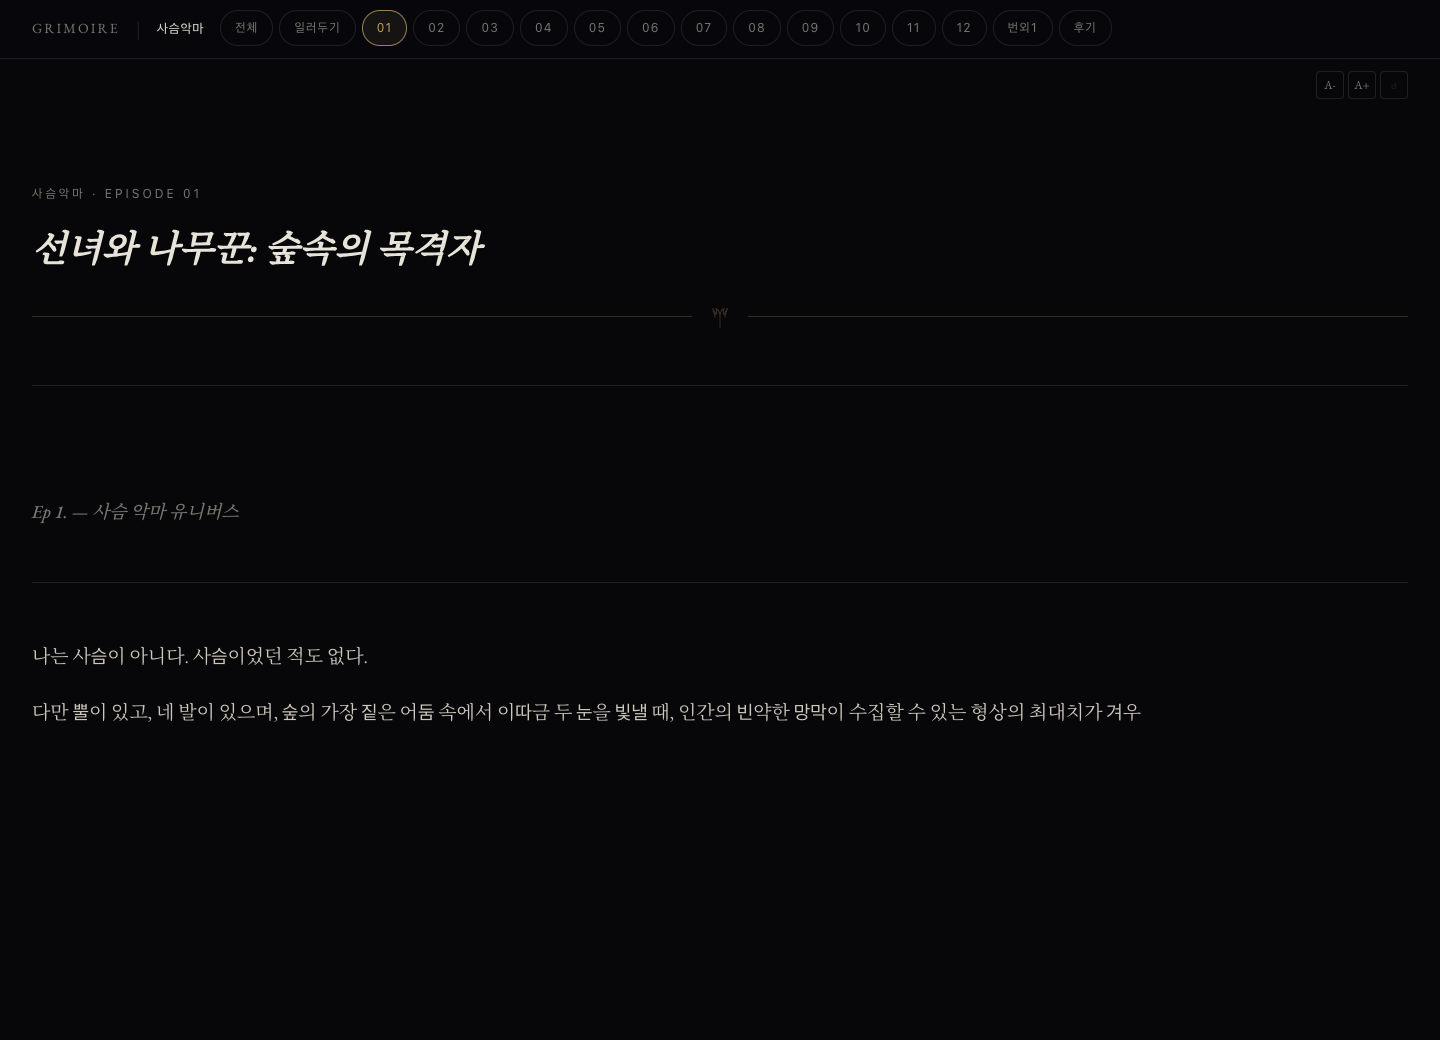 GRIMOIRE 사슴악마 전체 일러두기 01 02 03 04 05 06 07 08 09 10 11 12 번외1 후기
A- A+
사슴악마 · EPISODE 01
선녀와 나무꾼: 숲속의 목격자
Ep 1. — 사슴 악마 유니버스
나는 사슴이 아니다. 사슴이었던 적도 없다.
다만 뿔이 있고, 네 발이 있으며, 숲의 가장 짙은 어둠 속에서 이따금 두 눈을 빛낼 때, 인간의 빈약한 망막이 수집할 수 있는 형상의 최대치가 겨우